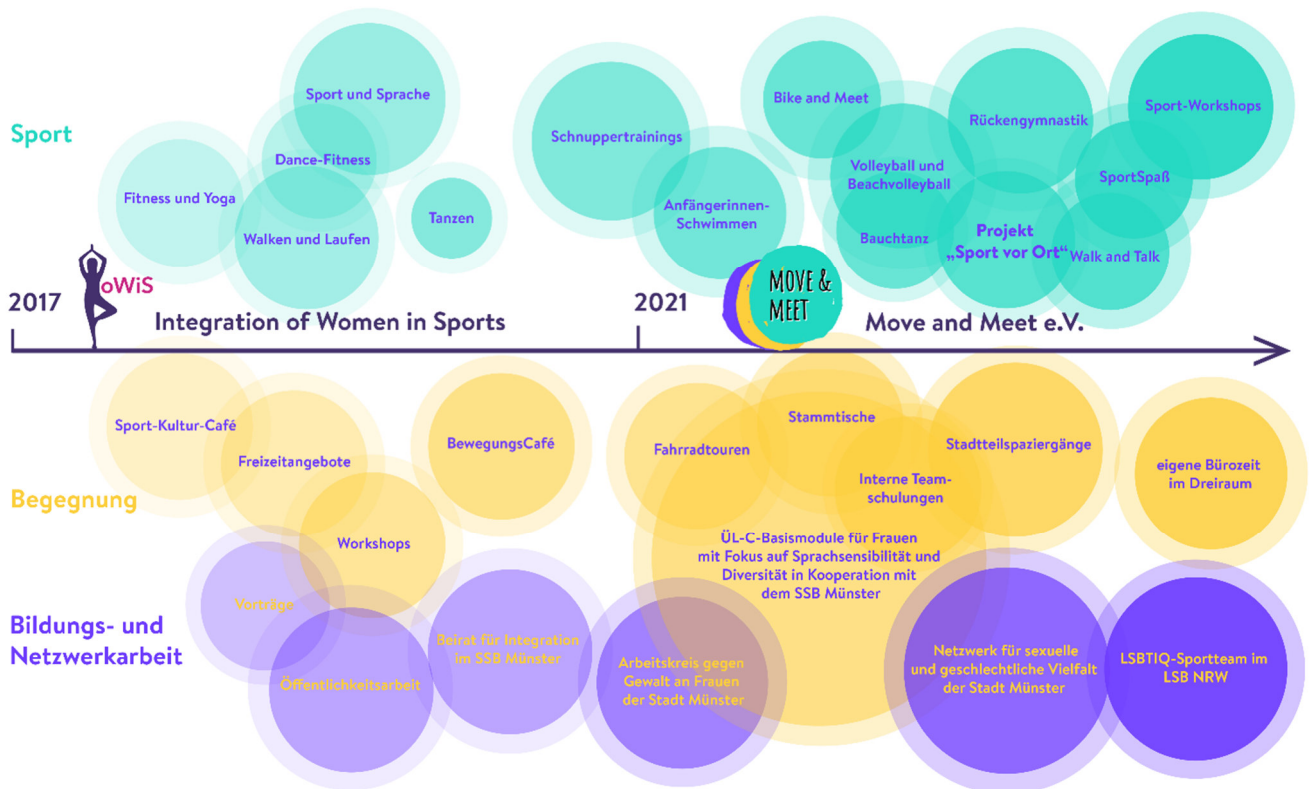 Sport
Sport und Sprache
Dance-Fitness
Fitness und Yoga
Walken und Laufen
Tanzen
Schnuppertrainings
Anfängerinnen-
Schwimmen
Bike and Meet
Volleyball und
Beachvolleyball
Bauchtanz
Rückengymnastik
Projekt
„Sport vor Ort“
Sport-Workshops
SportSpaß
Walk and Talk
2017
oWiS
Integration of Women in Sports
2021
MOVE &
MEET
Move and Meet e.V.
Begegnung
Sport-Kultur-Café
Freizeitangebote
Workshops
BewegungsCafé
Fahrradtouren
Stammtische
Interne Team-
schulungen
Stadtteilspaziergänge
eigene Bürozeit
im Dreiraum
ÜL-C-Basismodule für Frauen
mit Fokus auf Sprachsensibilität und
Diversität in Kooperation mit
dem SSB Münster
Bildungs- und
Netzwerkarbeit
Vorträge
Öffentlichkeitsarbeit
Beirat für Integration
im SSB Münster
Arbeitskreis gegen
Gewalt an Frauen
der Stadt Münster
Netzwerk für sexuelle
und geschlechtliche Vielfalt
der Stadt Münster
LSBTIQ-Sportteam im
LSB NRW